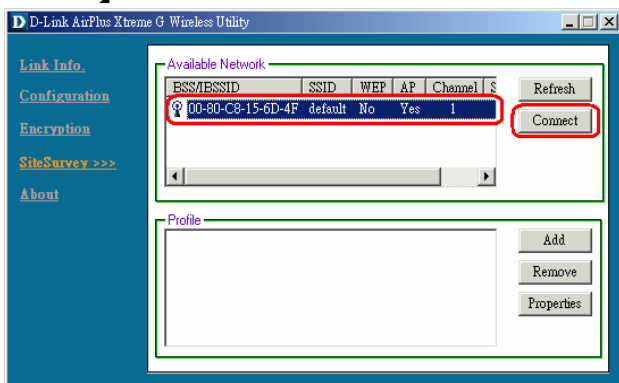 D-Link AirPlus Xtreme G Wireless Utility
Link Info.
Configuration
Encryption
SiteSurvey >>>
About
Available Network
BSS/IBSSID SSID WEP AP Channel S
00-80-C8-15-6D-4F default No Yes 1
Refresh
Connect
Profile
Add
Remove
Properties